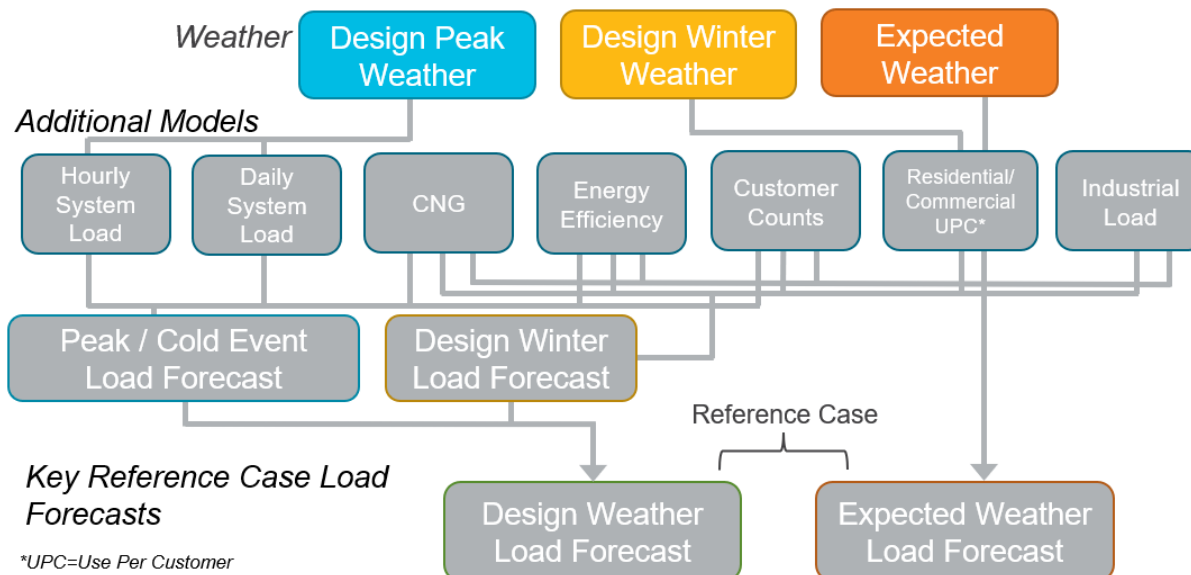 Weather
Design Peak
Weather
Design Winter
Weather
Expected
Weather
Additional Models
Hourly
System
Load
Daily
System
Load
CNG
Energy
Efficiency
Customer
Counts
Residential/
Commercial
UPC*
Industrial
Load
Peak / Cold Event
Load Forecast
Design Winter
Load Forecast
Reference Case
Key Reference Case Load
Forecasts
Design Weather
Load Forecast
Expected Weather
Load Forecast
*UPC=Use Per Customer